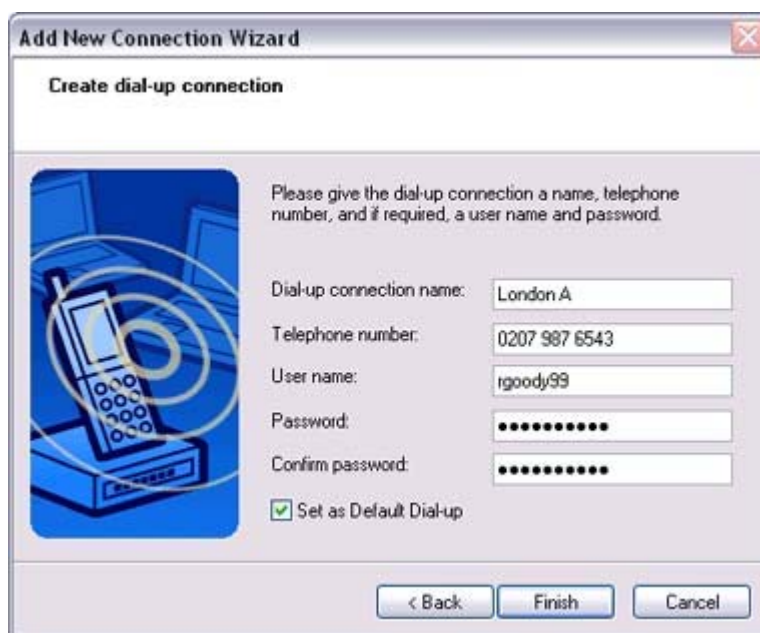 Add New Connection Wizard
Create dial-up connection
Please give the dial-up connection a name, telephone
number, and if required, a user name and password.
Dial-up connection name: London A
Telephone number: 0207 987 6543
User name: rgoody99
Password: ●●●●●●●●●●
Confirm password: ●●●●●●●●●●
Set as Default Dial-up
< Back Finish Cancel